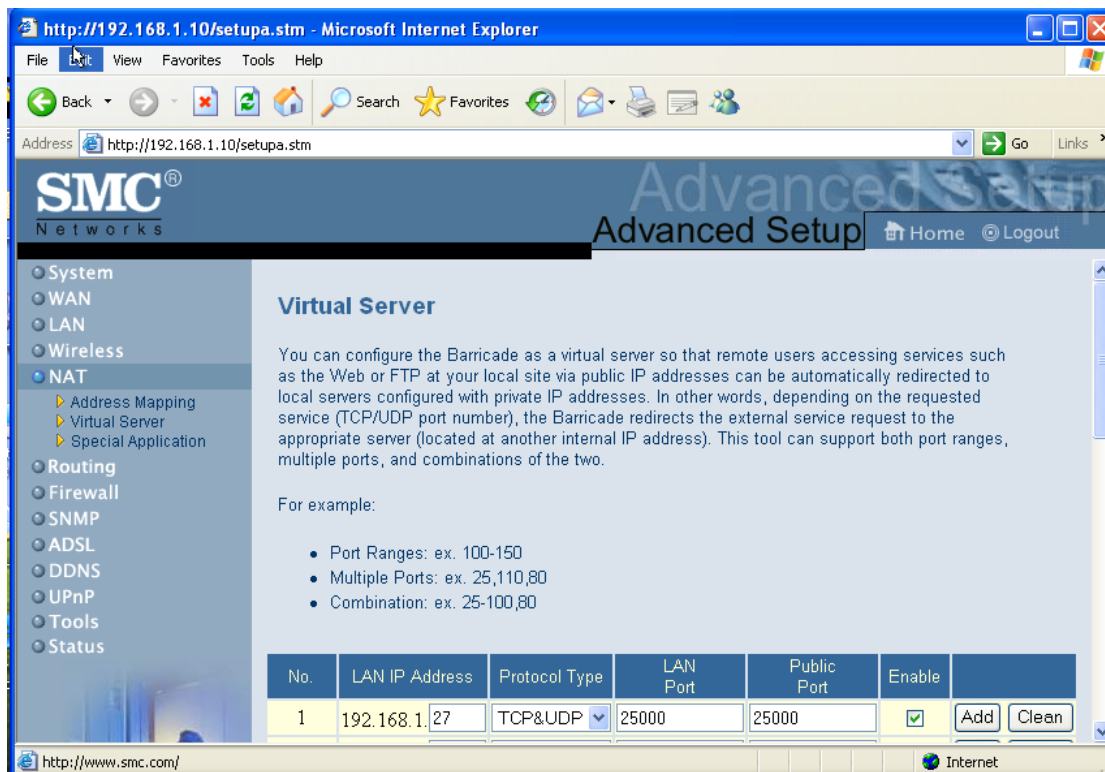 http://192.168.1.10/setupa.stm - Microsoft Internet Explorer
File Edit View Favorites Tools Help
Back Search Favorites
Address http://192.168.1.10/setupa.stm Go Links
SMC®
Networks
Advanced Setup
Advanced Setup
Home Logout
System
WAN
LAN
Wireless
NAT
Address Mapping
Virtual Server
Special Application
Routing
Firewall
SNMP
ADSL
DDNS
UPnP
Tools
Status
Virtual Server
You can configure the Barricade as a virtual server so that remote users accessing services such
as the Web or FTP at your local site via public IP addresses can be automatically redirected to
local servers configured with private IP addresses. In other words, depending on the requested
service (TCP/UDP port number), the Barricade redirects the external service request to the
appropriate server (located at another internal IP address). This tool can support both port ranges,
multiple ports, and combinations of the two.
For example:
Port Ranges: ex. 100-150
Multiple Ports: ex. 25,110,80
Combination: ex. 25-100,80
No. LAN IP Address Protocol Type LAN Port Public Port Enable
1 192.168.1. 27 TCP&UDP 25000 25000 Add Clean
http://www.smc.com/ Internet